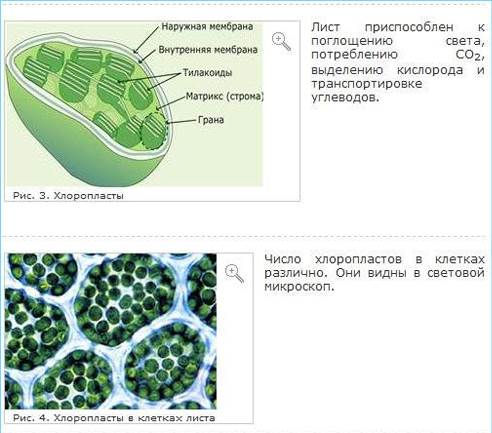 Наружная мембрана
Внутренняя мембрана
Тилакоиды
Матрикс (строма)
Грана
Рис. 3. Хлоропласты
Лист приспособлен к
поглощению света,
потреблению CO₂,
выделению кислорода и
транспортировке
углеводов.
Рис. 4. Хлоропласты в клетках листа
Число хлоропластов в клетках
различно. Они видны в световой
микроскоп.